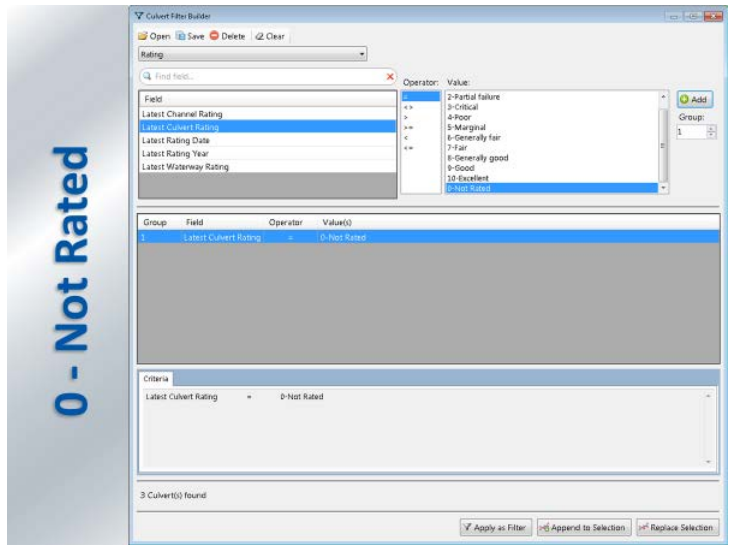 0 - Not Rated
Culvert Filter Builder
Open Save Delete Clear
Rating
Find field...
Operator: Value:
Field
Latest Channel Rating
Latest Culvert Rating
Latest Rating Date
Latest Rating Year
Latest Waterway Rating
=
<>
>
>=
<
<=
2-Partial failure
3-Critical
4-Poor
5-Marginal
6-Generally fair
7-Fair
8-Generally good
9-Good
10-Excellent
0-Not Rated
Add
Group:
1
Group Field Operator Value(s)
1 Latest Culvert Rating = 0-Not Rated
Criteria
Latest Culvert Rating = 0-Not Rated
3 Culvert(s) found
Apply as Filter Append to Selection Replace Selection